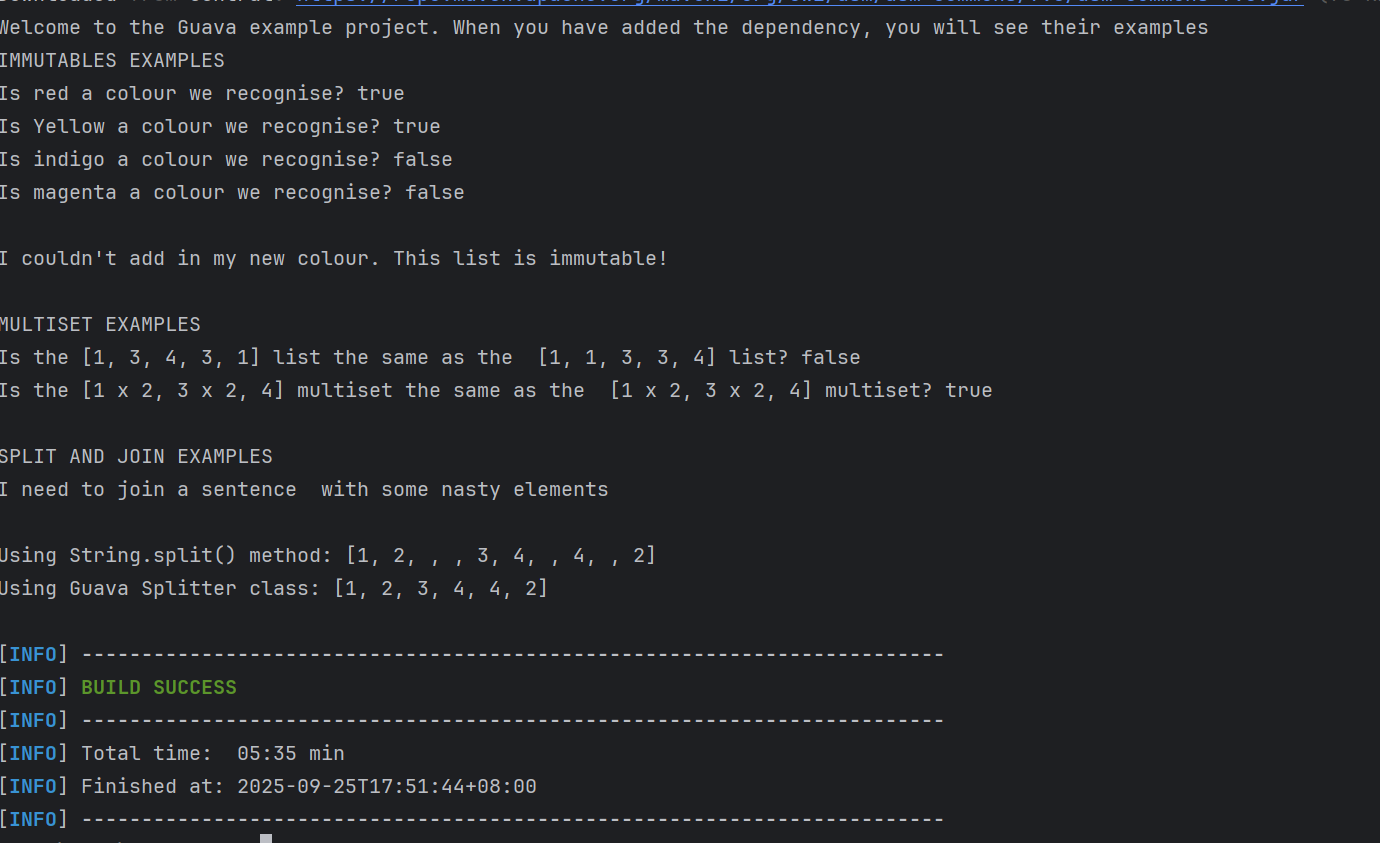 Welcome to the Guava example project. When you have added the dependency, you will see their examples
IMMUTABLES EXAMPLES
Is red a colour we recognise? true
Is Yellow a colour we recognise? true
Is indigo a colour we recognise? false
Is magenta a colour we recognise? false
I couldn't add in my new colour. This list is immutable!
MULTISET EXAMPLES
Is the [1, 3, 4, 3, 1] list the same as the  [1, 1, 3, 3, 4] list? false
Is the [1 x 2, 3 x 2, 4] multiset the same as the  [1 x 2, 3 x 2, 4] multiset? true
SPLIT AND JOIN EXAMPLES
I need to join a sentence  with some nasty elements
Using String.split() method: [1, 2, , , 3, 4, , 4, , 2]
Using Guava Splitter class: [1, 2, 3, 4, 4, 2]
[INFO] ------------------------------------------------------------------------
[INFO] BUILD SUCCESS
[INFO] ------------------------------------------------------------------------
[INFO] Total time:  05:35 min
[INFO] Finished at: 2025-09-25T17:51:44+08:00
[INFO] ------------------------------------------------------------------------